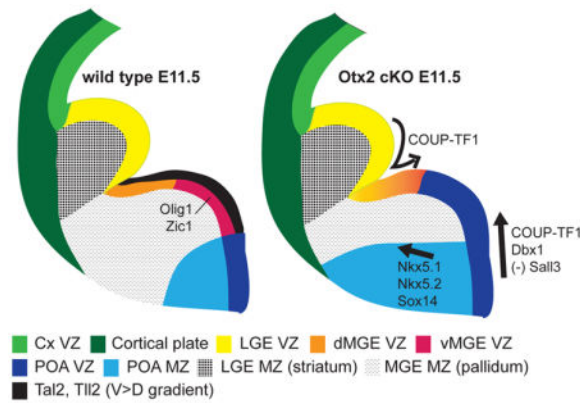 wild type E11.5
Otx2 cKO E11.5
COUP-TF1
Olig1
Zic1
COUP-TF1
Dbx1
(-) Sall3
Nkx5.1
Nkx5.2
Sox14
Cx VZ Cortical plate LGE VZ dMGE VZ vMGE VZ
POA VZ POA MZ LGE MZ (striatum) MGE MZ (pallidum)
Tal2, Tll2 (V>D gradient)